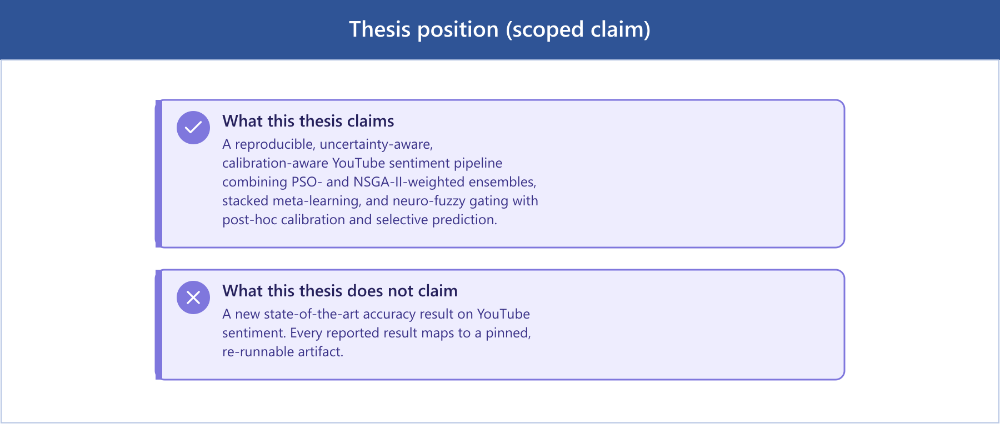 Thesis position (scoped claim)
What this thesis claims
A reproducible, uncertainty-aware,
calibration-aware YouTube sentiment pipeline
combining PSO- and NSGA-II-weighted ensembles,
stacked meta-learning, and neuro-fuzzy gating with
post-hoc calibration and selective prediction.
What this thesis does not claim
A new state-of-the-art accuracy result on YouTube
sentiment. Every reported result maps to a pinned,
re-runnable artifact.